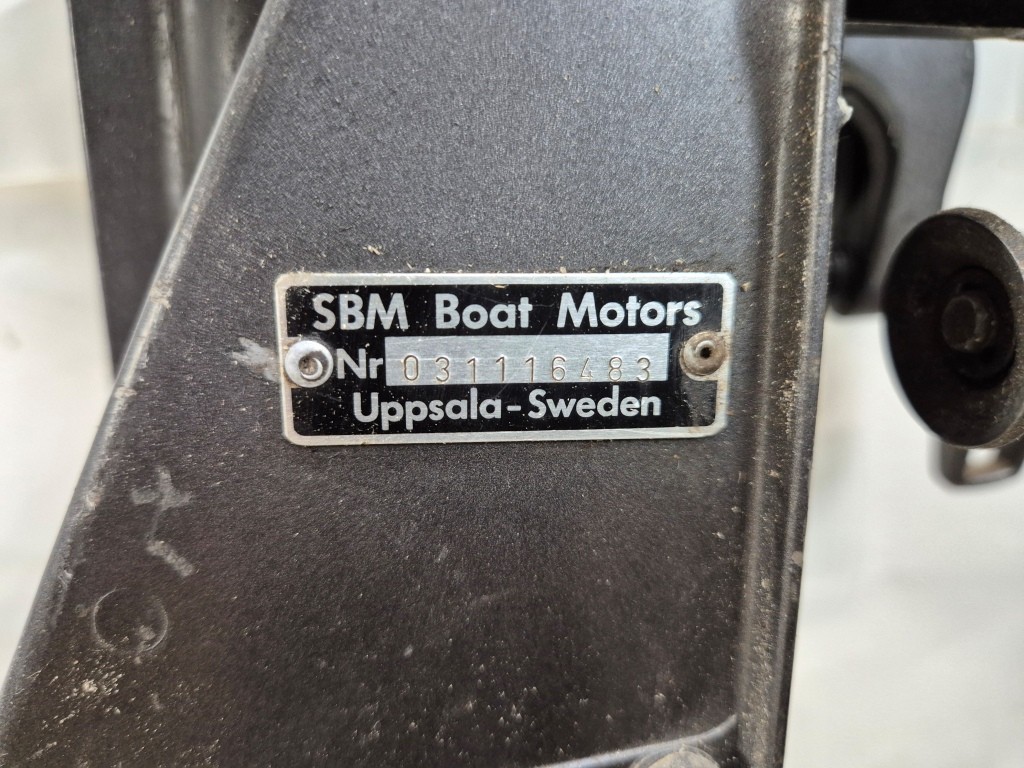 SBM Boat Motors
Nr 031116483
Uppsala-Sweden